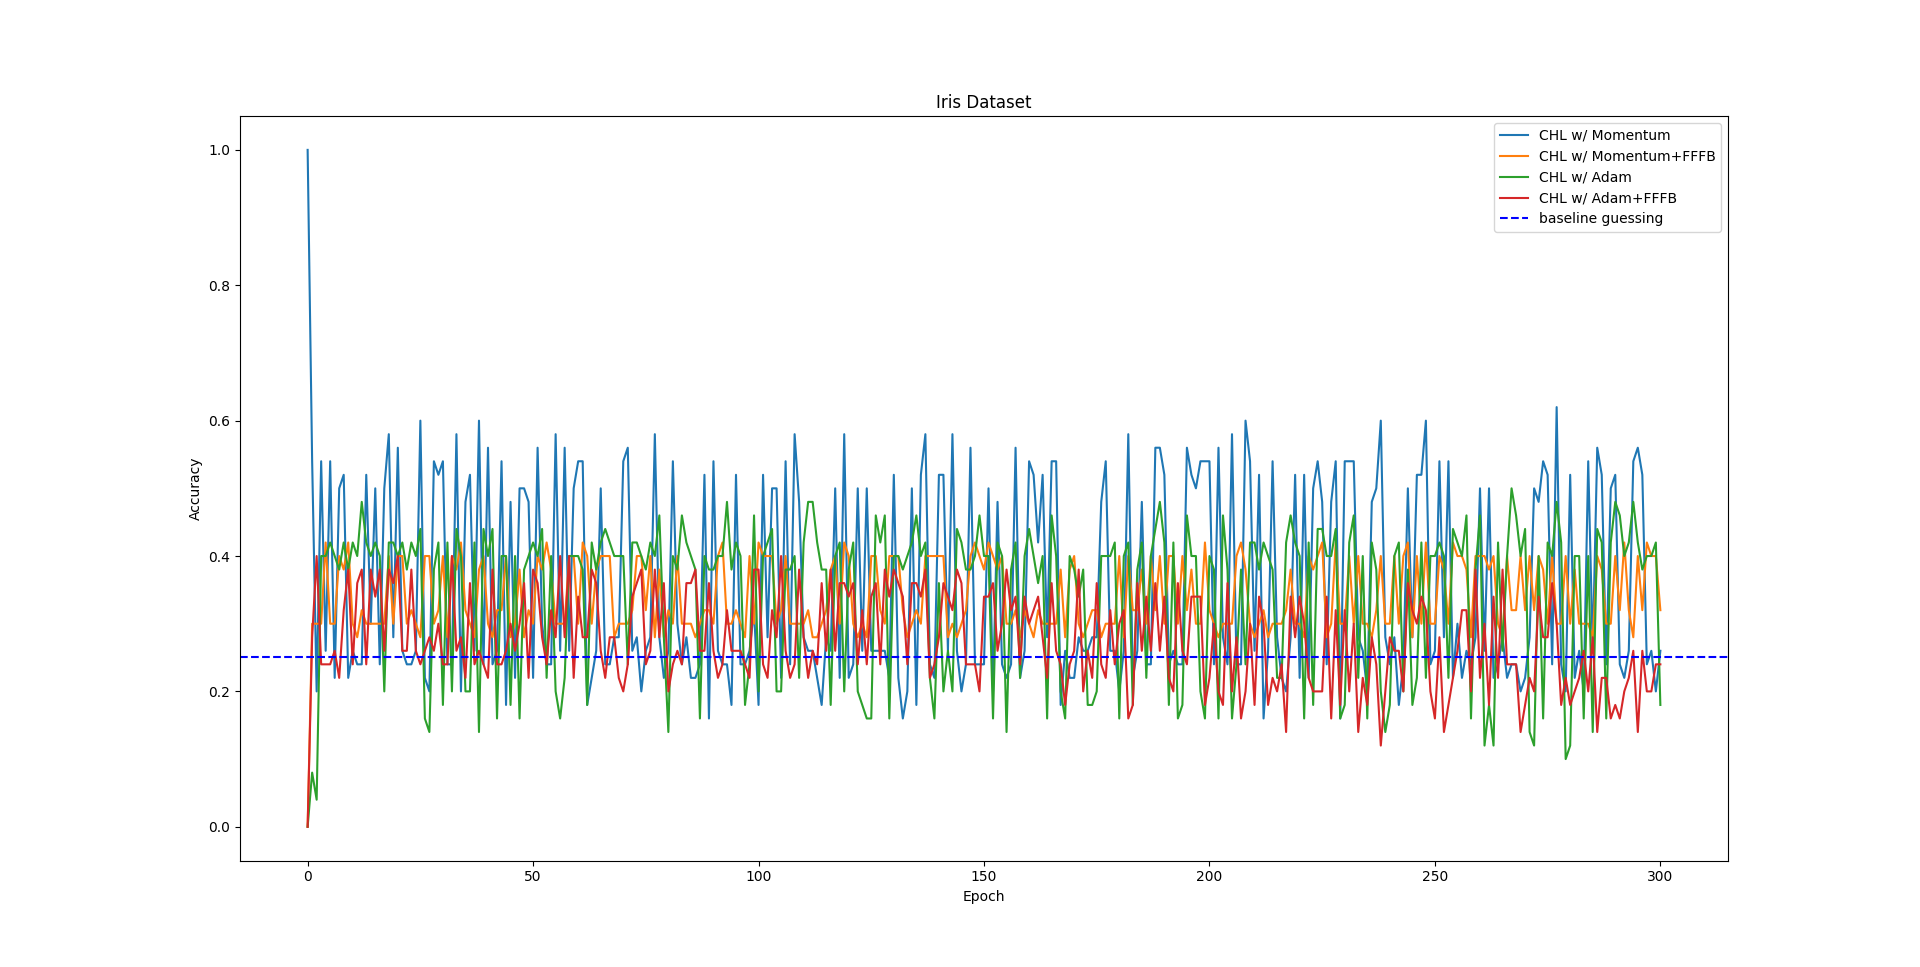 Iris Dataset
CHL w/ Momentum
CHL w/ Momentum+FFFB
CHL w/ Adam
CHL w/ Adam+FFFB
baseline guessing
Accuracy
1.0
0.8
0.6
0.4
0.2
0.0
0 50 100 150 200 250 300
Epoch